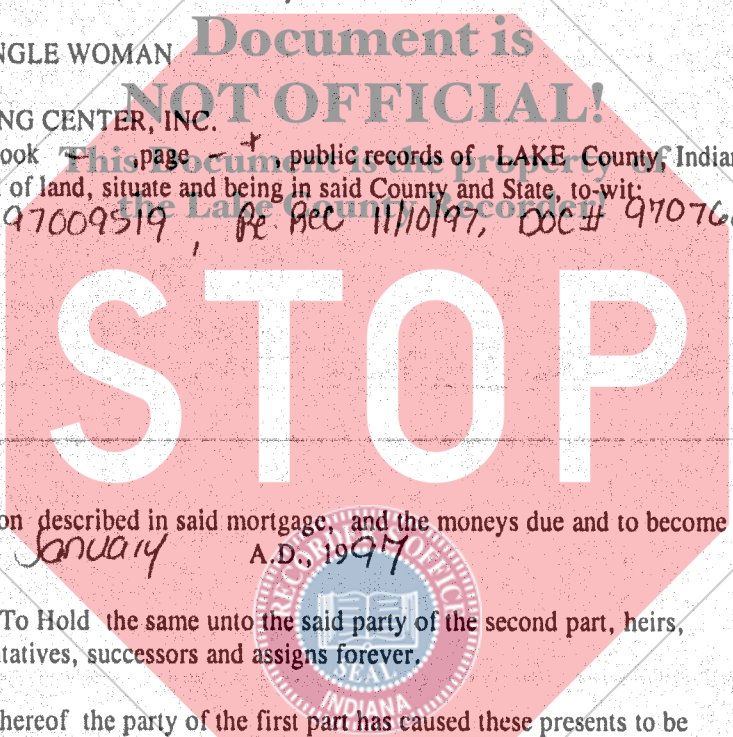 NGLE WOMAN
Document is
NOT OFFICIAL!
NG CENTER, INC.
ook , page , public records of LAKE County, Indian
This Document is the property of
of land, situate and being in said County and State, to-wit:
the Lake County Recorder!
97009519, Re Rec 11/10/97, DOC # 97076
STOP
on described in said mortgage, and the moneys due and to become
January A.D., 1997
RECORDER'S OFFICE
To Hold the same unto the said party of the second part, heirs,
tatives, successors and assigns forever.
SEAL
INDIANA
hereof the party of the first part has caused these presents to be